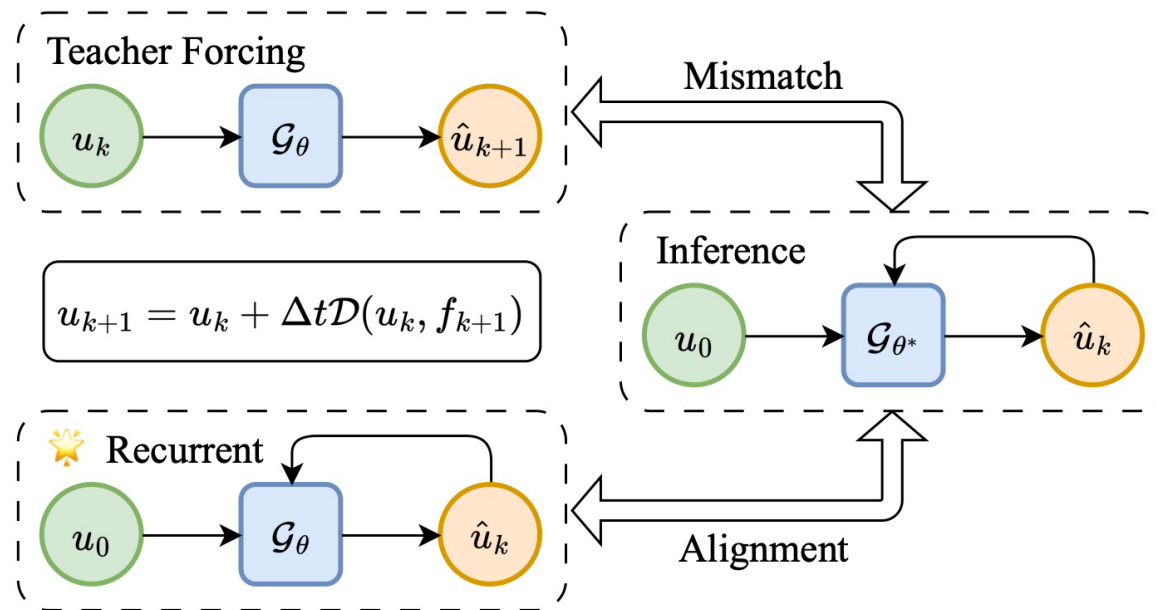 Teacher Forcing
u_k
𝒢_θ
û_{k+1}
Mismatch
u_{k+1} = u_k + Δt𝒟(u_k, f_{k+1})
Inference
u_0
𝒢_{θ*}
û_k
🌟 Recurrent
u_0
𝒢_θ
û_k
Alignment